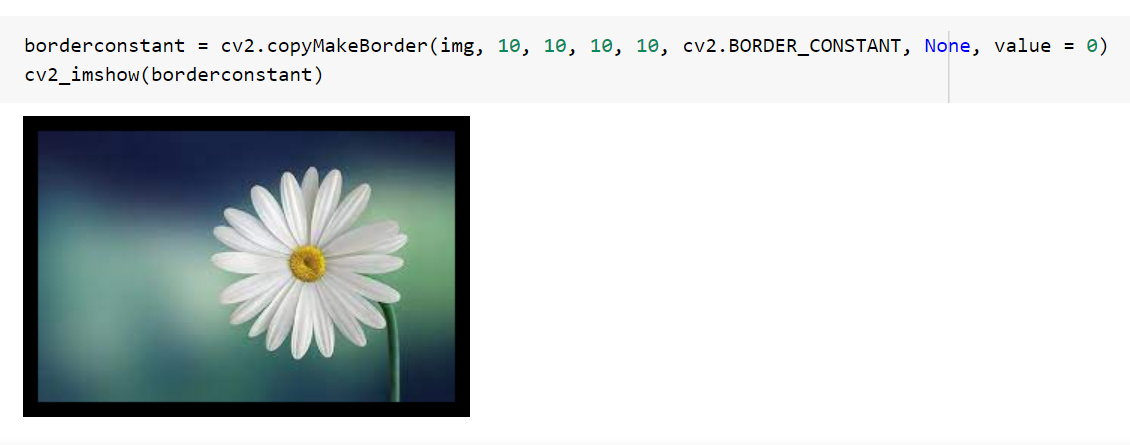 borderconstant = cv2.copyMakeBorder(img, 10, 10, 10, 10, cv2.BORDER_CONSTANT, None, value = 0)
cv2_imshow(borderconstant)